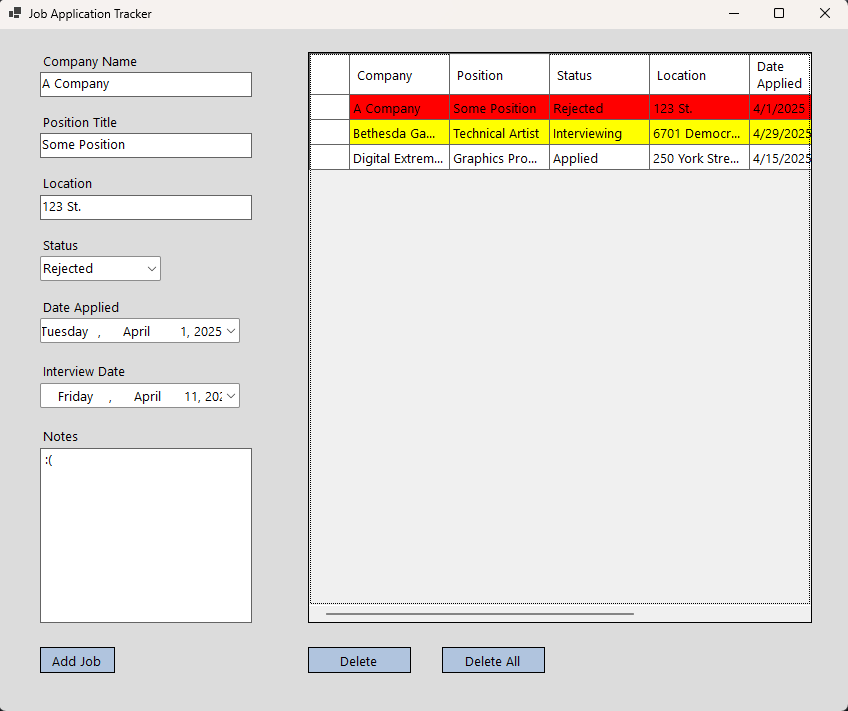 Job Application Tracker
Company Name
A Company
Position Title
Some Position
Location
123 St.
Status
Rejected
Date Applied
Tuesday , April 1, 2025
Interview Date
Friday , April 11, 202
Notes
:(
Add Job
Company Position Status Location Date Applied
A Company Some Position Rejected 123 St. 4/1/2025
Bethesda Ga... Technical Artist Interviewing 6701 Democr... 4/29/2025
Digital Extrem... Graphics Pro... Applied 250 York Stre... 4/15/2025
Delete Delete All